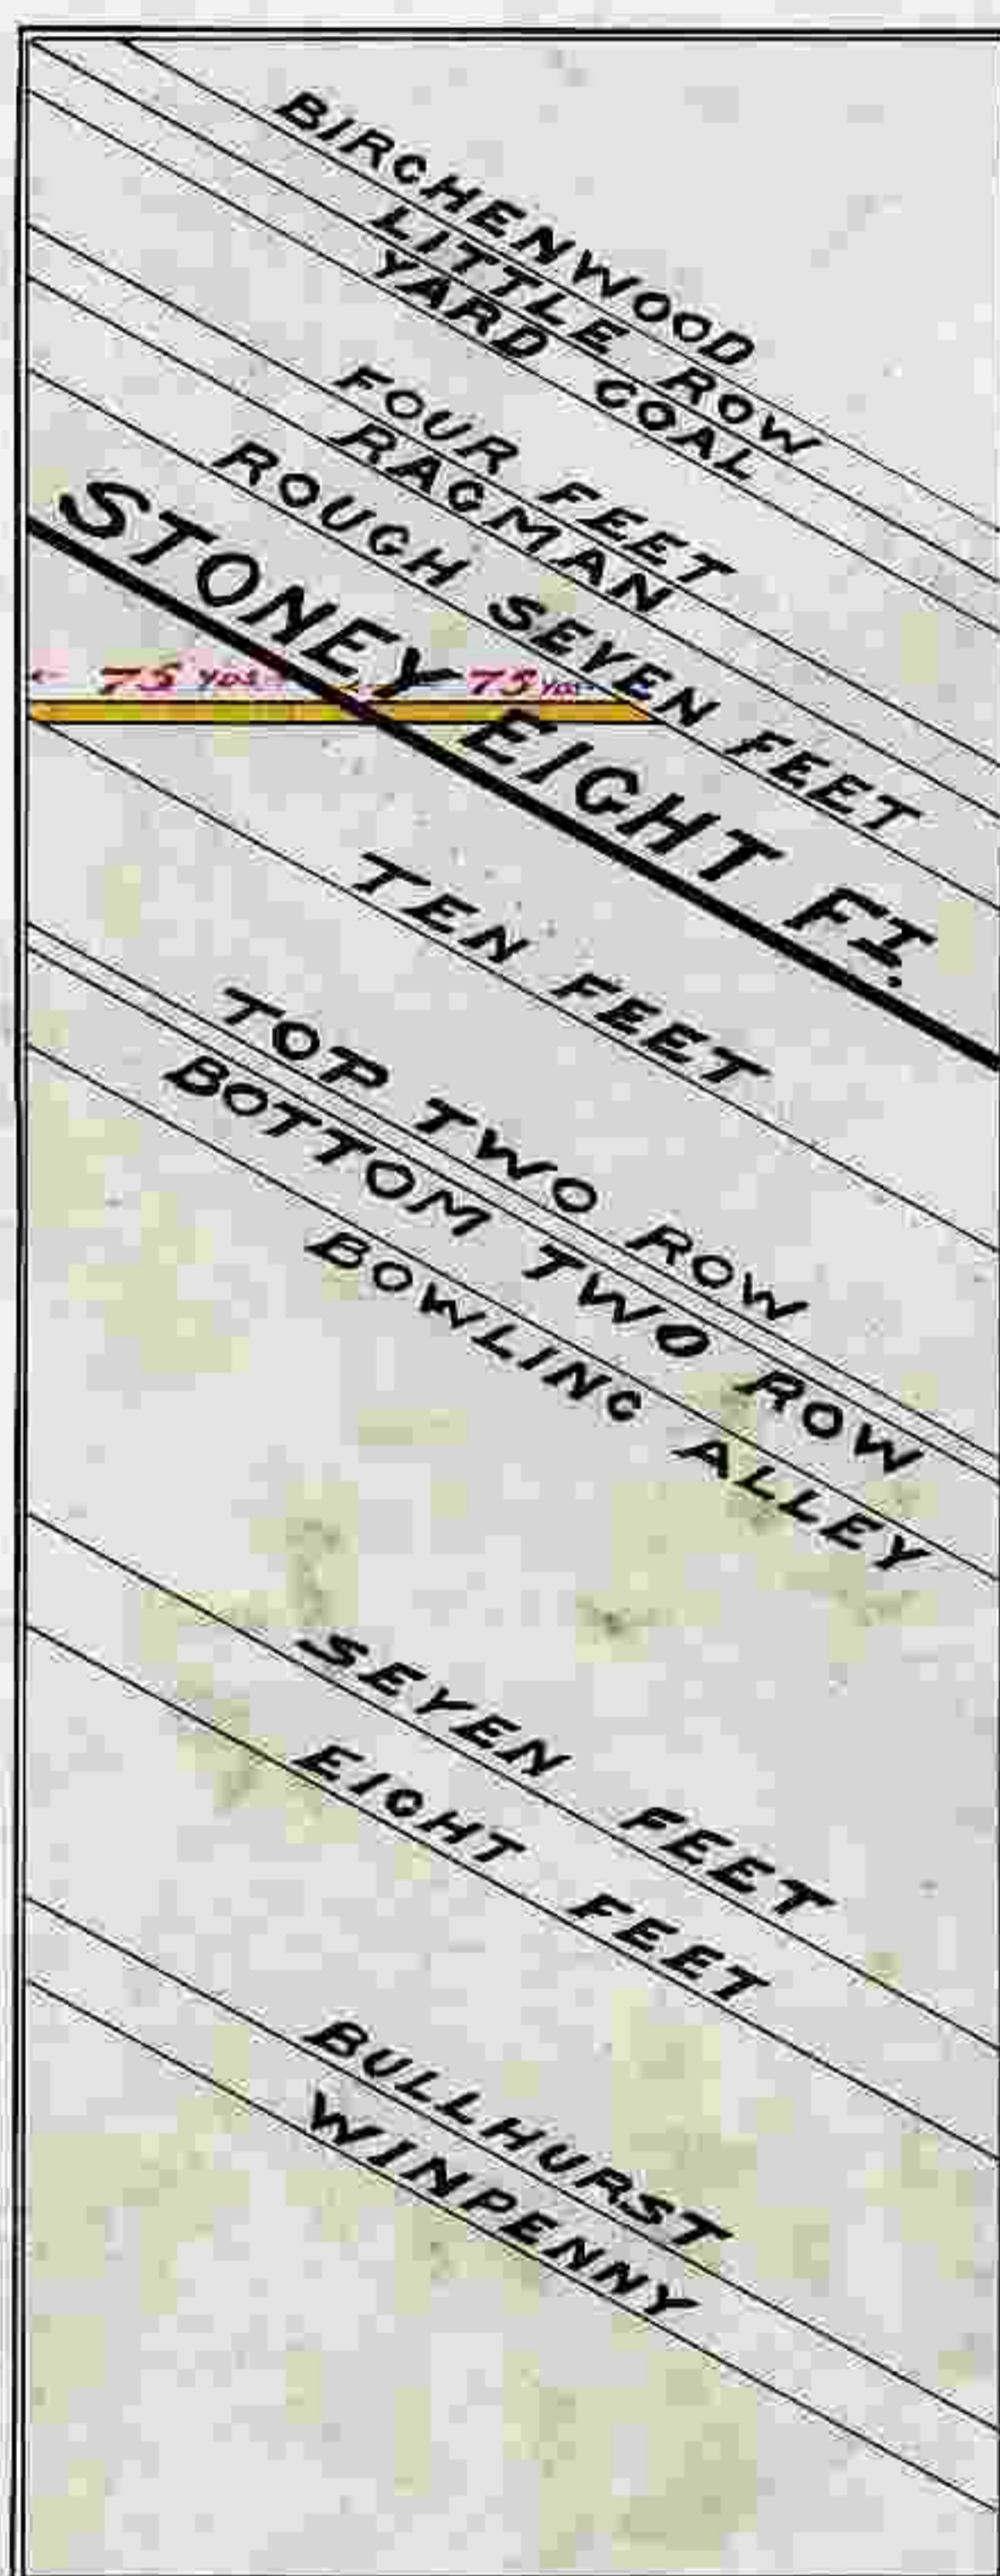 BIRCHENWOOD
LITTLE ROW
YARD COAL
FOUR FEET
RAGMAN
ROUGH SEVEN FEET
STONEY EIGHT FT.
75 YDS 75 YDS
TEN FEET
TOP TWO ROW
BOTTOM TWO ROW
BOWLING ALLEY
SEVEN FEET
EIGHT FEET
BULLHURST
WINPENNY